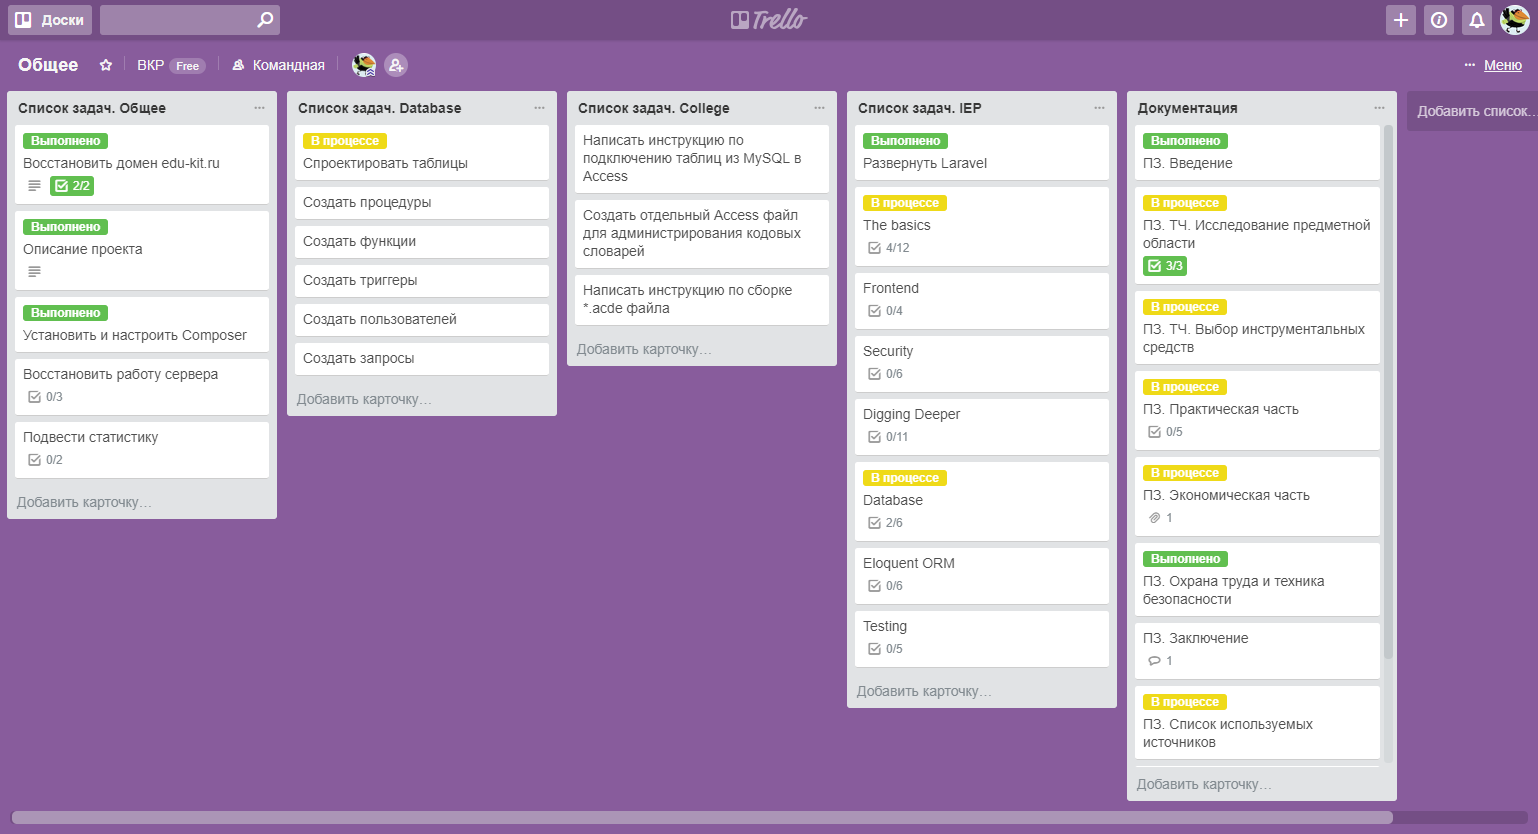 Доски
Trello
Общее
ВКР Free
Командная
Меню
Список задач. Общее
Выполнено
Восстановить домен edu-kit.ru
2/2
Выполнено
Описание проекта
Выполнено
Установить и настроить Composer
Восстановить работу сервера
0/3
Подвести статистику
0/2
Добавить карточку…
Список задач. Database
В процессе
Спроектировать таблицы
Создать процедуры
Создать функции
Создать триггеры
Создать пользователей
Создать запросы
Добавить карточку…
Список задач. College
Написать инструкцию по
подключению таблиц из MySQL в
Access
Создать отдельный Access файл
для администрирования кодовых
словарей
Написать инструкцию по сборке
*.acde файла
Добавить карточку…
Список задач. IEP
Выполнено
Развернуть Laravel
В процессе
The basics
4/12
Frontend
0/4
Security
0/6
Digging Deeper
0/11
В процессе
Database
2/6
Eloquent ORM
0/6
Testing
0/5
Добавить карточку…
Документация
Выполнено
ПЗ. Введение
В процессе
ПЗ. ТЧ. Исследование предметной
области
3/3
В процессе
ПЗ. ТЧ. Выбор инструментальных
средств
В процессе
ПЗ. Практическая часть
0/5
В процессе
ПЗ. Экономическая часть
1
Выполнено
ПЗ. Охрана труда и техника
безопасности
ПЗ. Заключение
1
В процессе
ПЗ. Список используемых
источников
Добавить карточку…
Добавить список…